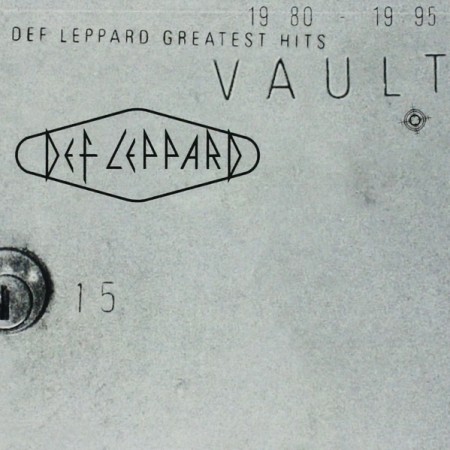 19 80 - 19 95
DEF LEPPARD GREATEST HITS
VAULT
DEF LEPPARD
15